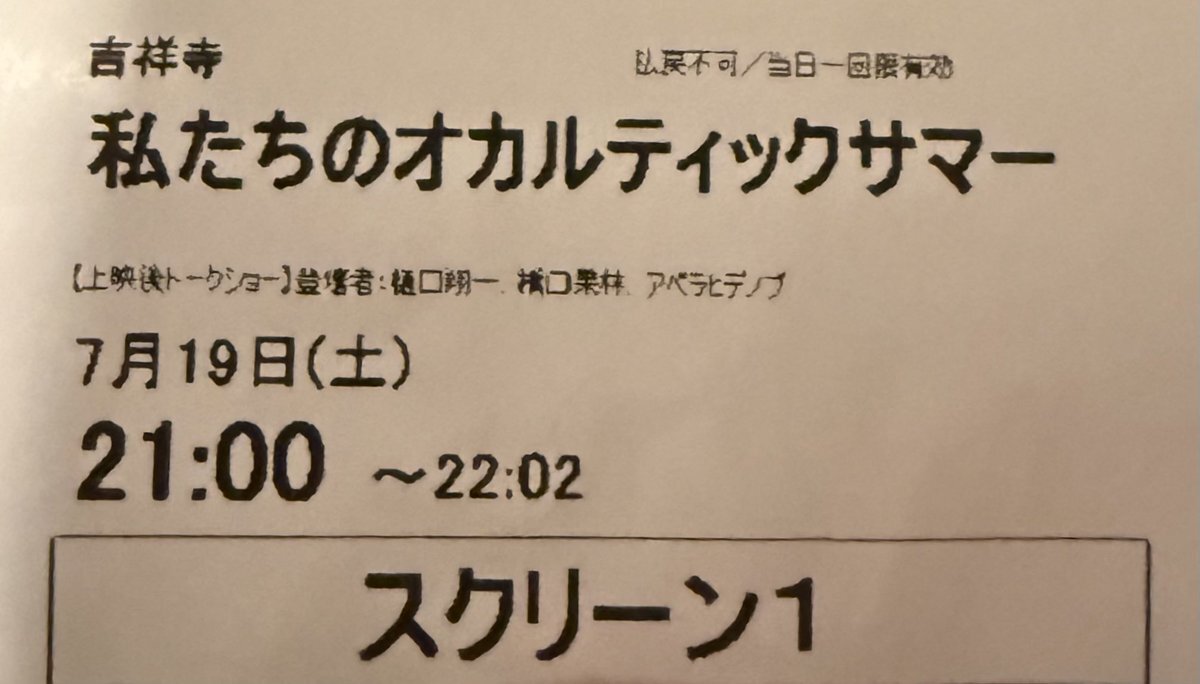 吉祥寺
払戻不可／当日一回限有効
私たちのオカルティックサマー
【上映後トークショー】登壇者：樋口翔一、樋口果林、アベラヒデノブ
7月19日(土)
21:00 ～22:02
スクリーン1